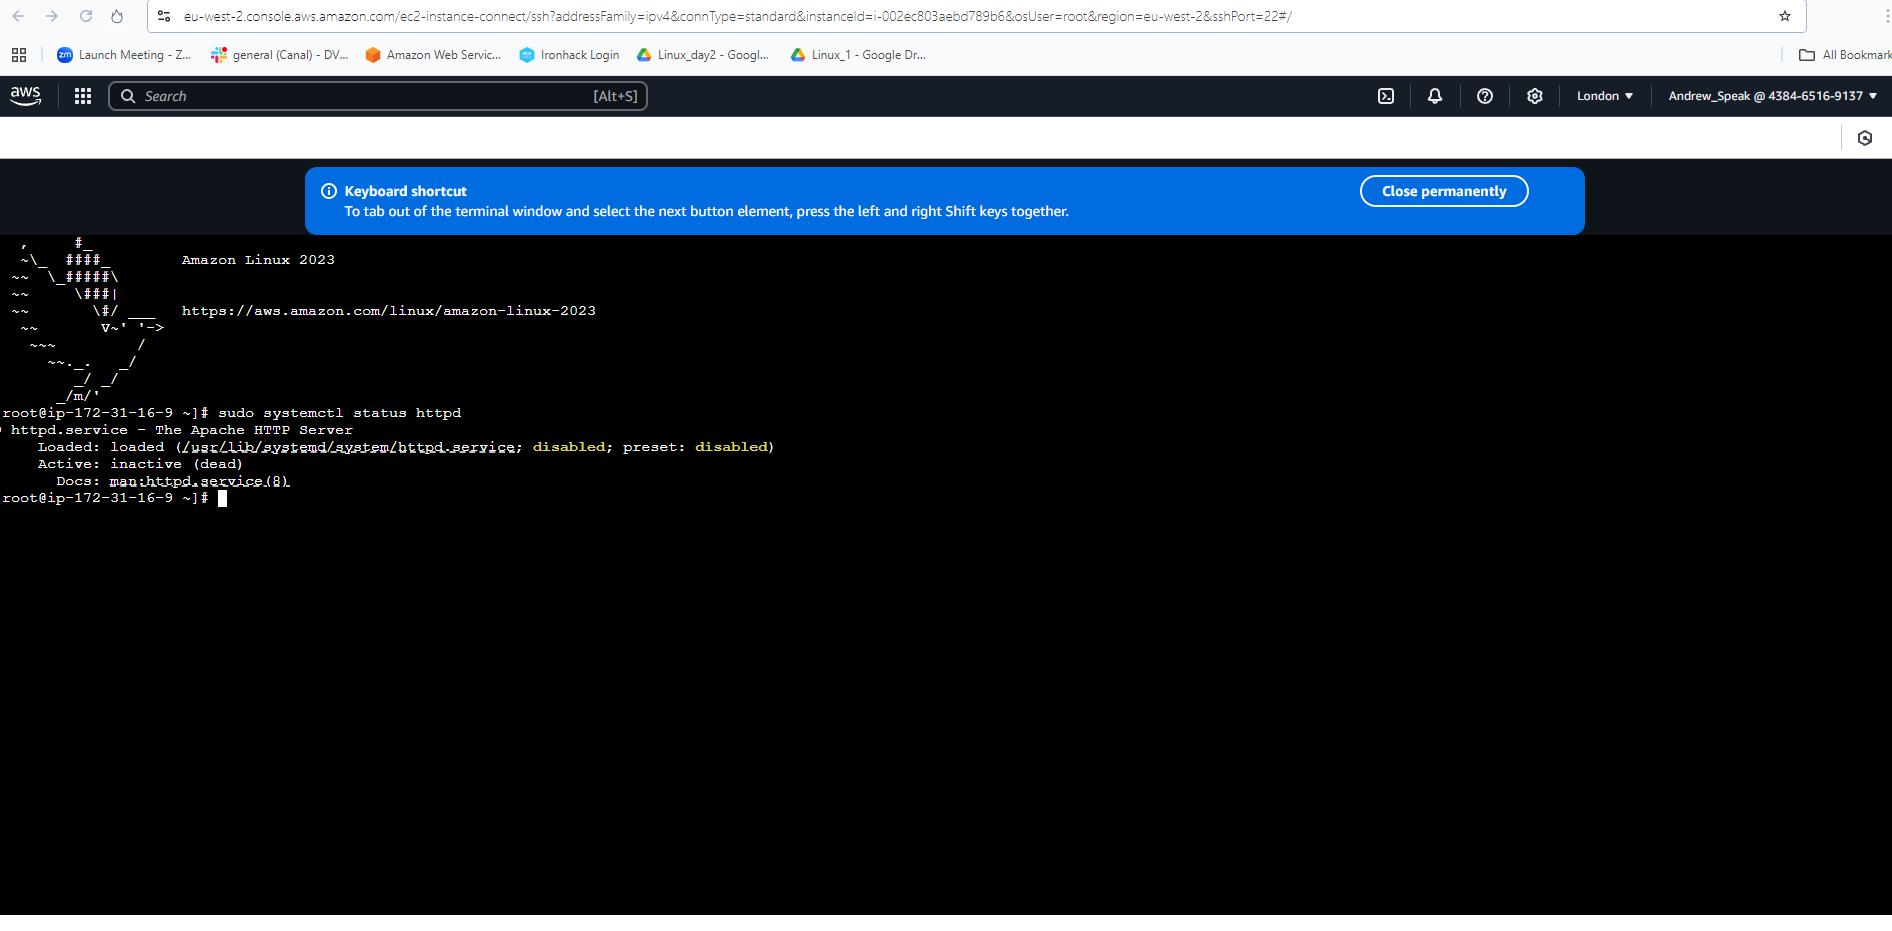 eu-west-2.console.aws.amazon.com/ec2-instance-connect/ssh?addressFamily=ipv4&connType=standard&instanceId=i-002ec803aebd789b6&osUser=root&region=eu-west-2&sshPort=22#/
zm Launch Meeting - Z... general (Canal) - DV... Amazon Web Servic... Ironhack Login Linux_day2 - Googl... Linux_1 - Google Dr... All Bookmark
aws Search [Alt+S] London Andrew_Speak @ 4384-6516-9137
Keyboard shortcut Close permanently
To tab out of the terminal window and select the next button element, press the left and right Shift keys together.
   ,     #_
  ~\_  ####_        Amazon Linux 2023
 ~~  \_#####\
 ~~     \###|
 ~~       \#/ ___   https://aws.amazon.com/linux/amazon-linux-2023
  ~~       V~' '->
   ~~~         /
     ~~._.   _/
        _/ _/
      _/m/'
root@ip-172-31-16-9 ~]# sudo systemctl status httpd
httpd.service - The Apache HTTP Server
Loaded: loaded (/usr/lib/systemd/system/httpd.service; disabled; preset: disabled)
Active: inactive (dead)
Docs: man:httpd.service(8)
root@ip-172-31-16-9 ~]#